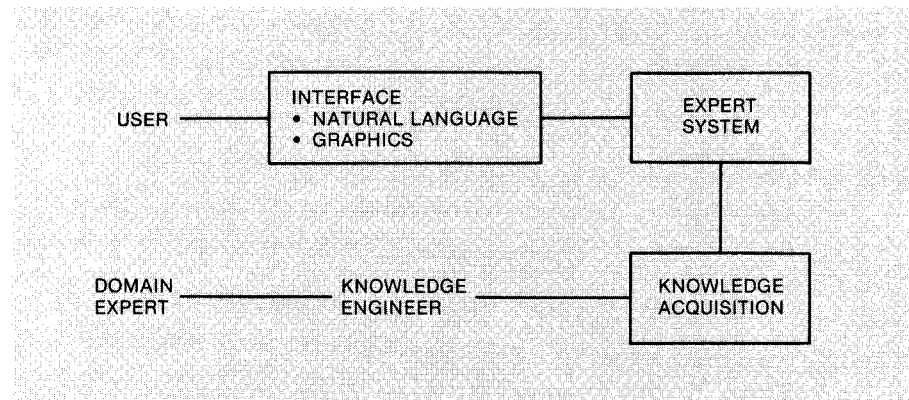 USER
INTERFACE
• NATURAL LANGUAGE
• GRAPHICS
EXPERT
SYSTEM
DOMAIN
EXPERT
KNOWLEDGE
ENGINEER
KNOWLEDGE
ACQUISITION